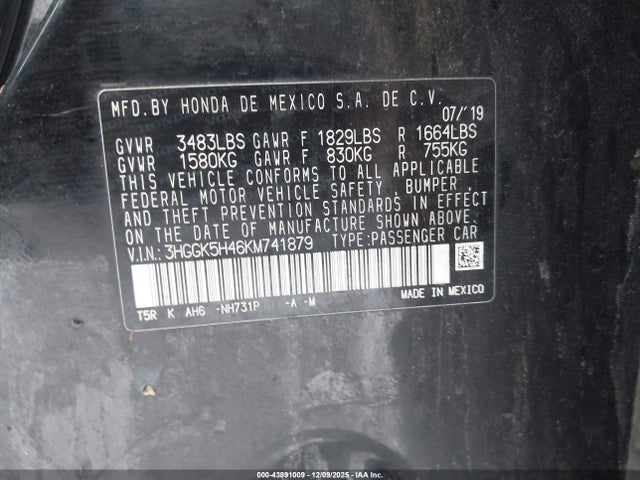 MFD.BY HONDA DE MEXICO S.A. DE C.V.
07/'19
GVWR 3483LBS GAWR F 1829LBS R 1664LBS
GVWR 1580KG GAWR F 830KG R 755KG
THIS VEHICLE CONFORMS TO ALL APPLICABLE
FEDERAL MOTOR VEHICLE SAFETY, BUMPER,
AND THEFT PREVENTION STANDARDS IN EFFECT
ON THE DATE OF MANUFACTURE SHOWN ABOVE.
V.I.N.: 3HGGK5H46KM741879 TYPE:PASSENGER CAR
T5R K AH6 -NH731P -A -M MADE IN MEXICO
000-43891009 - 12/09/2025 - IAA Inc.